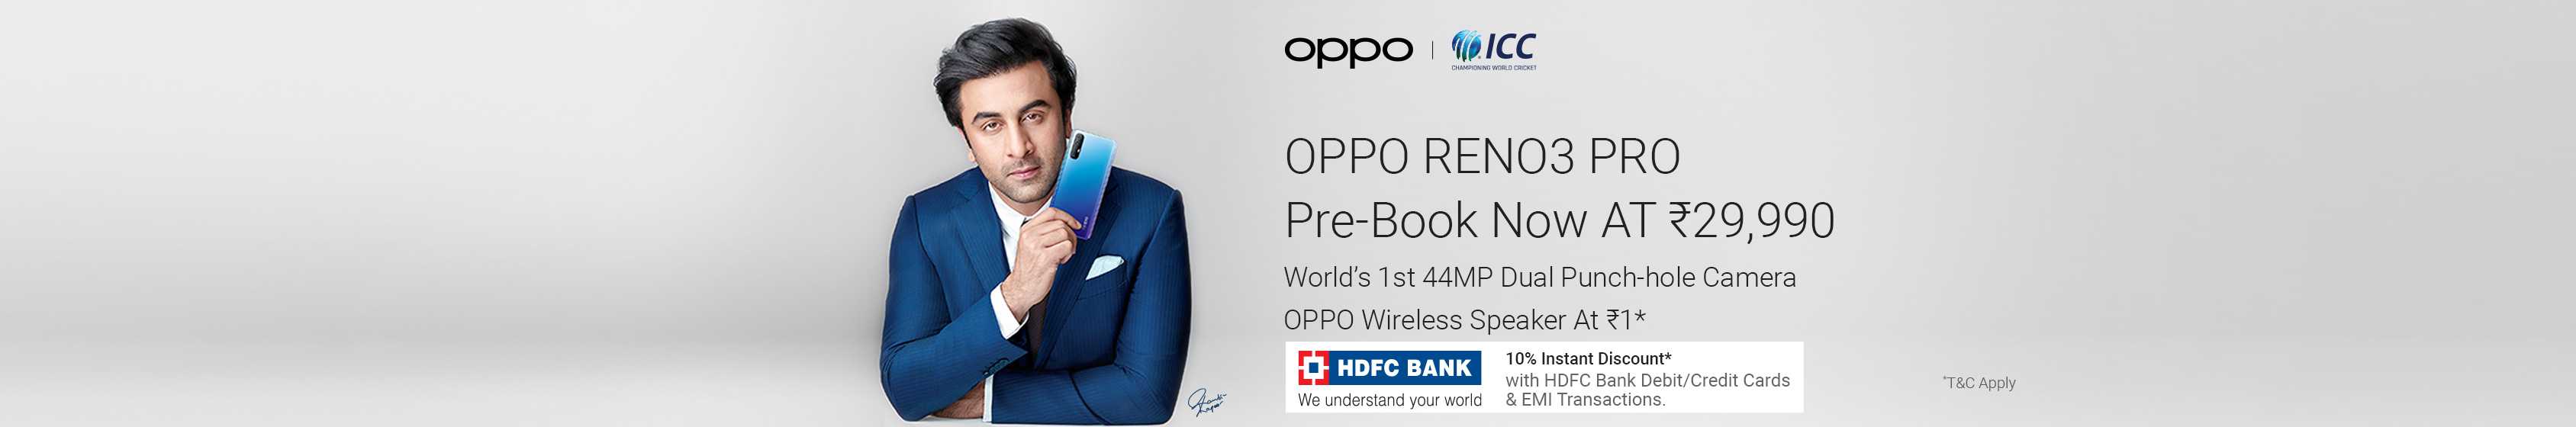 oppo | ICC
CHAMPIONING WORLD CRICKET
OPPO RENO3 PRO
Pre-Book Now AT ₹29,990
World's 1st 44MP Dual Punch-hole Camera
OPPO Wireless Speaker At ₹1*
HDFC BANK
We understand your world
10% Instant Discount*
with HDFC Bank Debit/Credit Cards
& EMI Transactions.
*T&C Apply